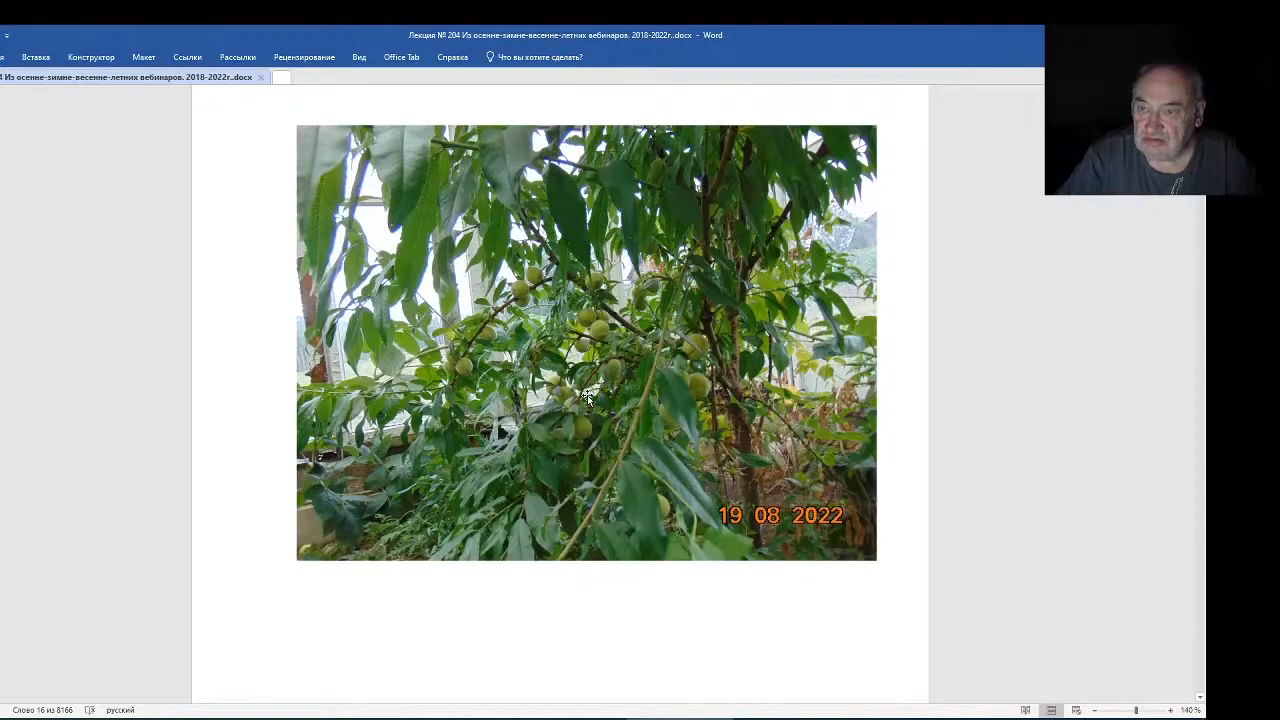 Лекция № 204 Из осенне-зимне-весенне-летних вебинаров. 2018-2022г..docx - Word
Вставка Конструктор Макет Ссылки Рассылки Рецензирование Вид Office Tab Справка Что вы хотите сделать?
4 Из осенне-зимне-весенне-летних вебинаров. 2018-2022г..docx
19 08 2022
Слово 16 из 8166 русский 140 %